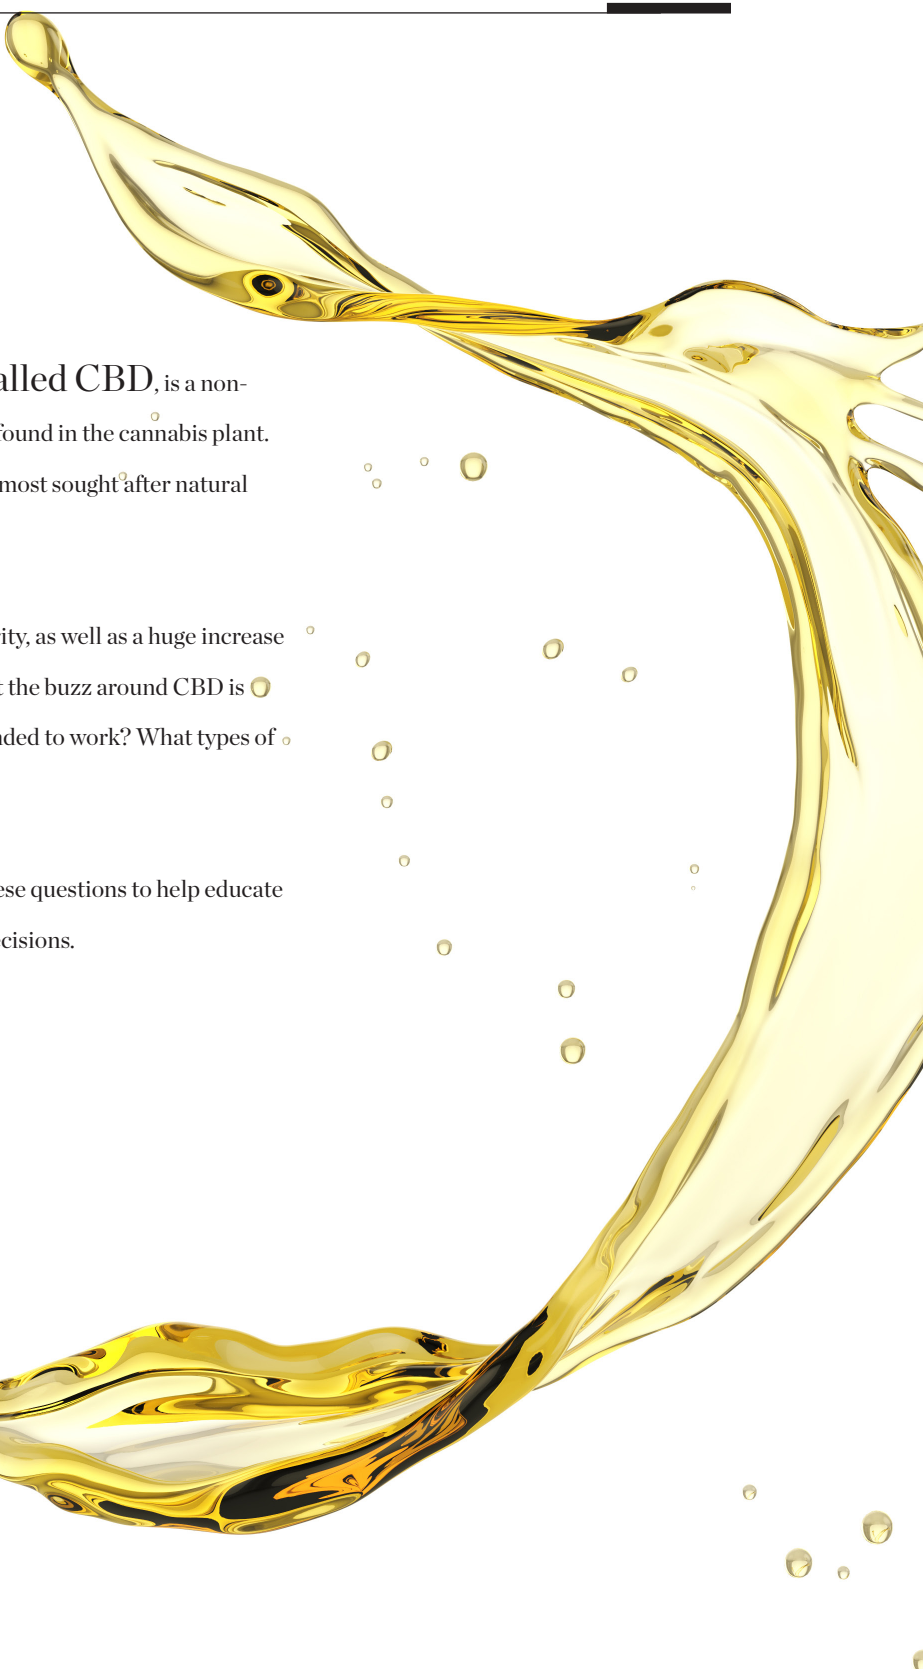 alled CBD, is a non-
found in the cannabis plant.
most sought after natural
ity, as well as a huge increase
t the buzz around CBD is
ded to work? What types of
ese questions to help educate
cisions.